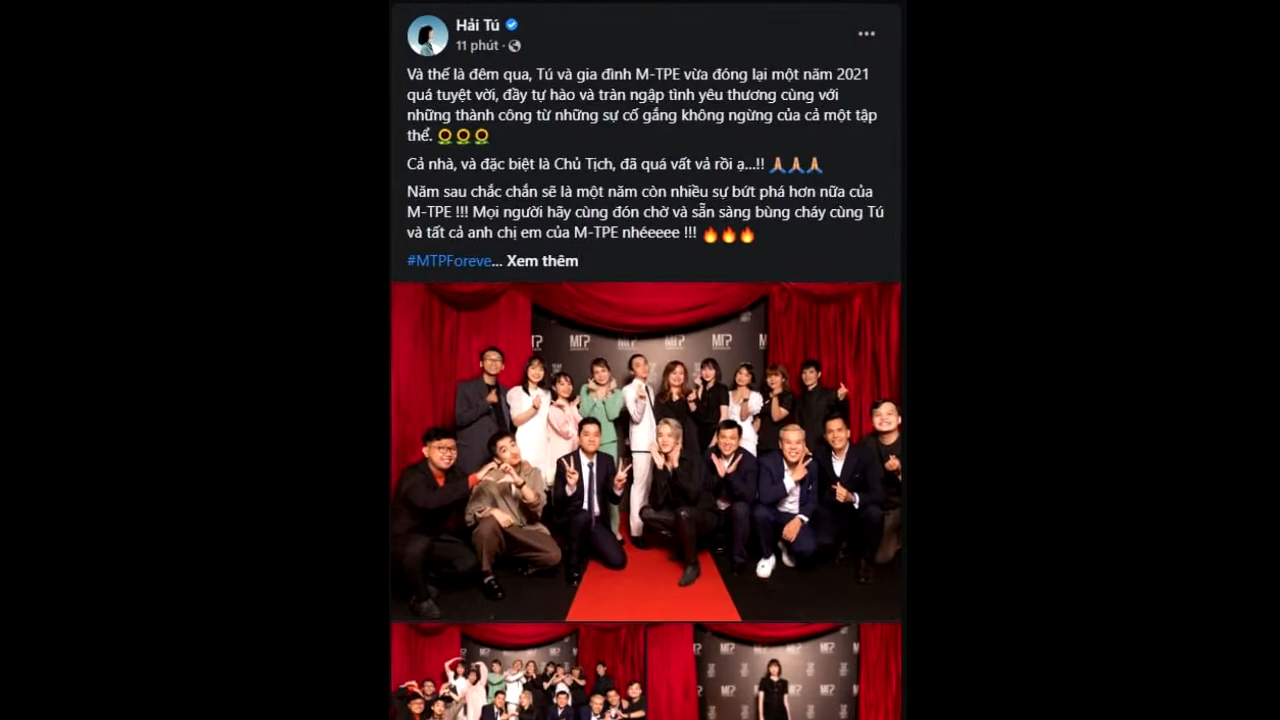 Hải Tú
11 phút ·
Và thế là đêm qua, Tú và gia đình M-TPE vừa đóng lại một năm 2021
quá tuyệt vời, đầy tự hào và tràn ngập tình yêu thương cùng với
những thành công từ những sự cố gắng không ngừng của cả một tập
thể. 🌻🌻🌻
Cả nhà, và đặc biệt là Chủ Tịch, đã quá vất vả rồi ạ...!! 🙏🙏🙏
Năm sau chắc chắn sẽ là một năm còn nhiều sự bứt phá hơn nữa của
M-TPE !!! Mọi người hãy cùng đón chờ và sẵn sàng bùng cháy cùng Tú
và tất cả anh chị em của M-TPE nhéeeee !!! 🔥🔥🔥
#MTPForeve... Xem thêm